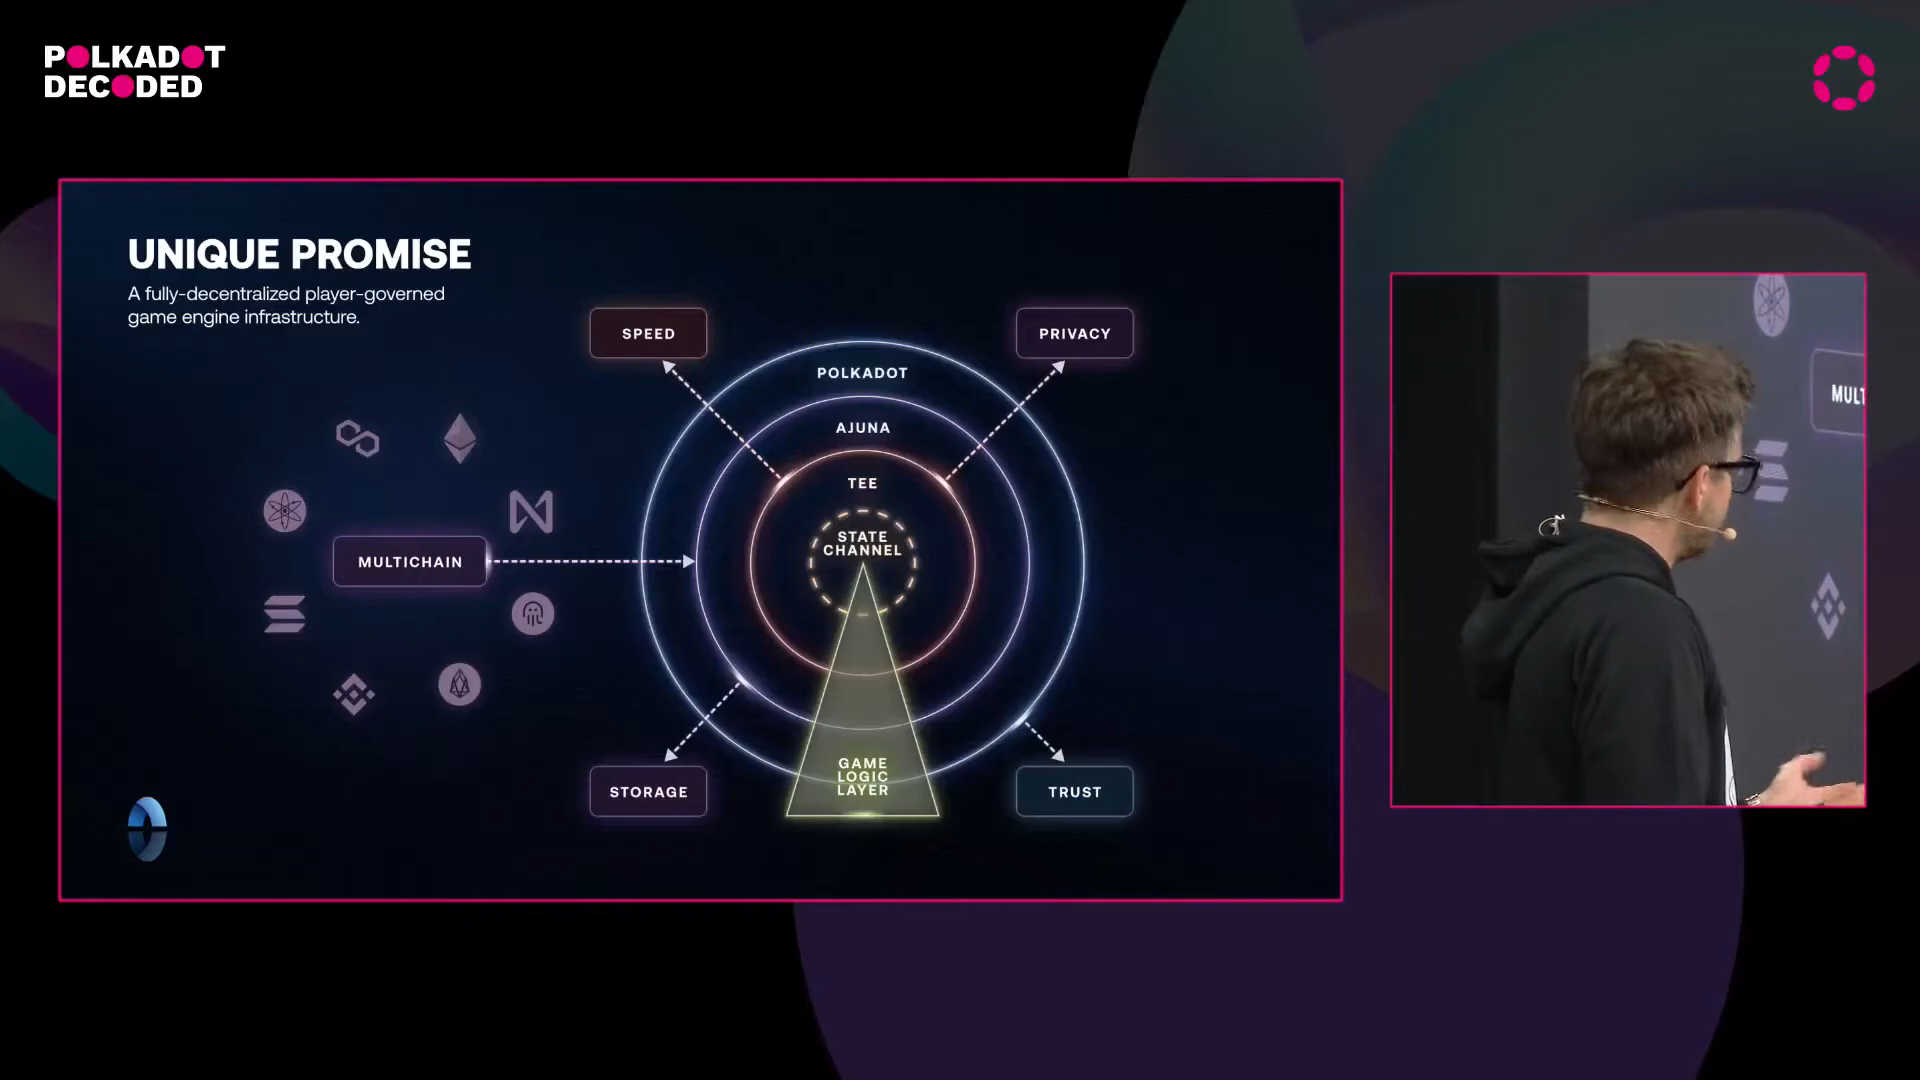 POLKADOT
DECODED
UNIQUE PROMISE
A fully-decentralized player-governed
game engine infrastructure.
SPEED
PRIVACY
POLKADOT
AJUNA
TEE
STATE
CHANNEL
MULTICHAIN
GAME
LOGIC
LAYER
STORAGE
TRUST
MULT